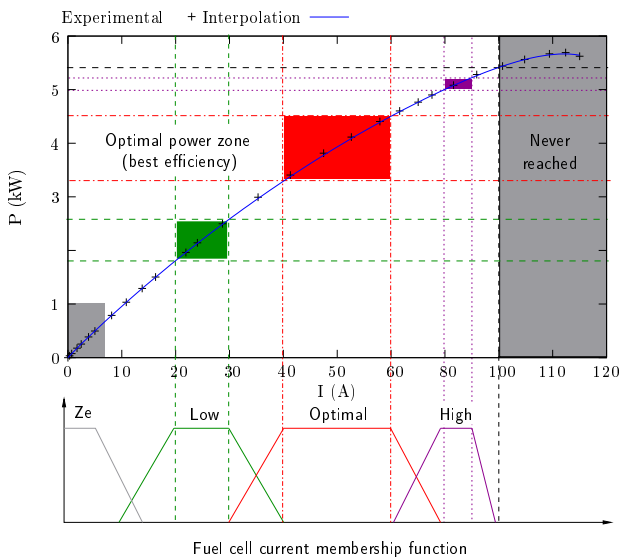 Experimental + Interpolation
6
5
4
3
1
0
P (kW)
Optimal power zone
(best efficiency)
Never
reached
0 10 20 30 40 50 60 70 80 90 100 110 120
I (A)
Ze
Low
Optimal
High
Fuel cell current membership function